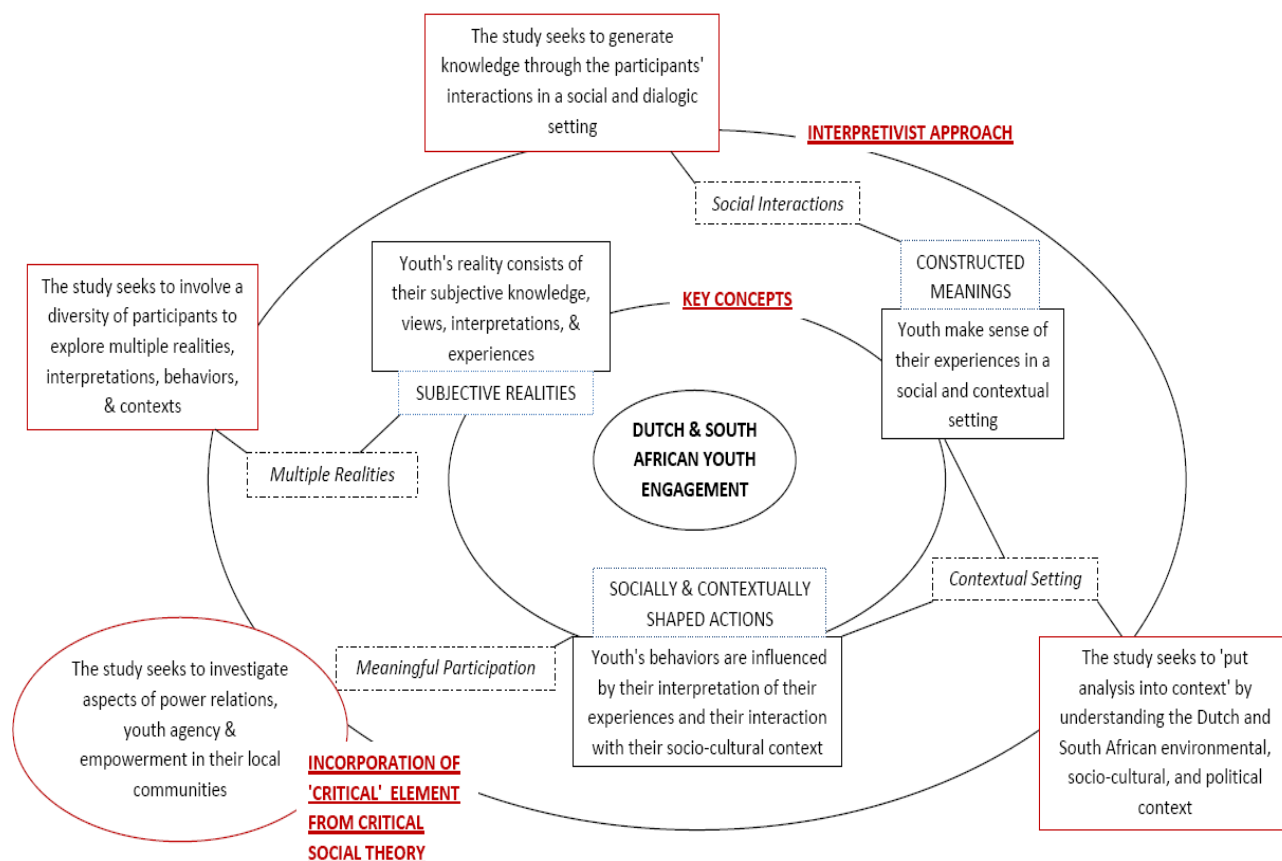 The study seeks to generate
knowledge through the participants'
interactions in a social and dialogic
setting
INTERPRETIVIST APPROACH
Social Interactions
CONSTRUCTED
MEANINGS
Youth make sense of
their experiences in a
social and contextual
setting
Youth's reality consists of
their subjective knowledge,
views, interpretations, &
experiences
SUBJECTIVE REALITIES
KEY CONCEPTS
The study seeks to involve a
diversity of participants to
explore multiple realities,
interpretations, behaviors,
& contexts
Multiple Realities
DUTCH & SOUTH
AFRICAN YOUTH
ENGAGEMENT
Contextual Setting
SOCIALLY & CONTEXTUALLY
SHAPED ACTIONS
Youth's behaviors are influenced
by their interpretation of their
experiences and their interaction
with their socio-cultural context
Meaningful Participation
The study seeks to investigate
aspects of power relations,
youth agency &
empowerment in their local
communities
INCORPORATION OF
'CRITICAL' ELEMENT
FROM CRITICAL
SOCIAL THEORY
The study seeks to 'put
analysis into context' by
understanding the Dutch and
South African environmental,
socio-cultural, and political
context